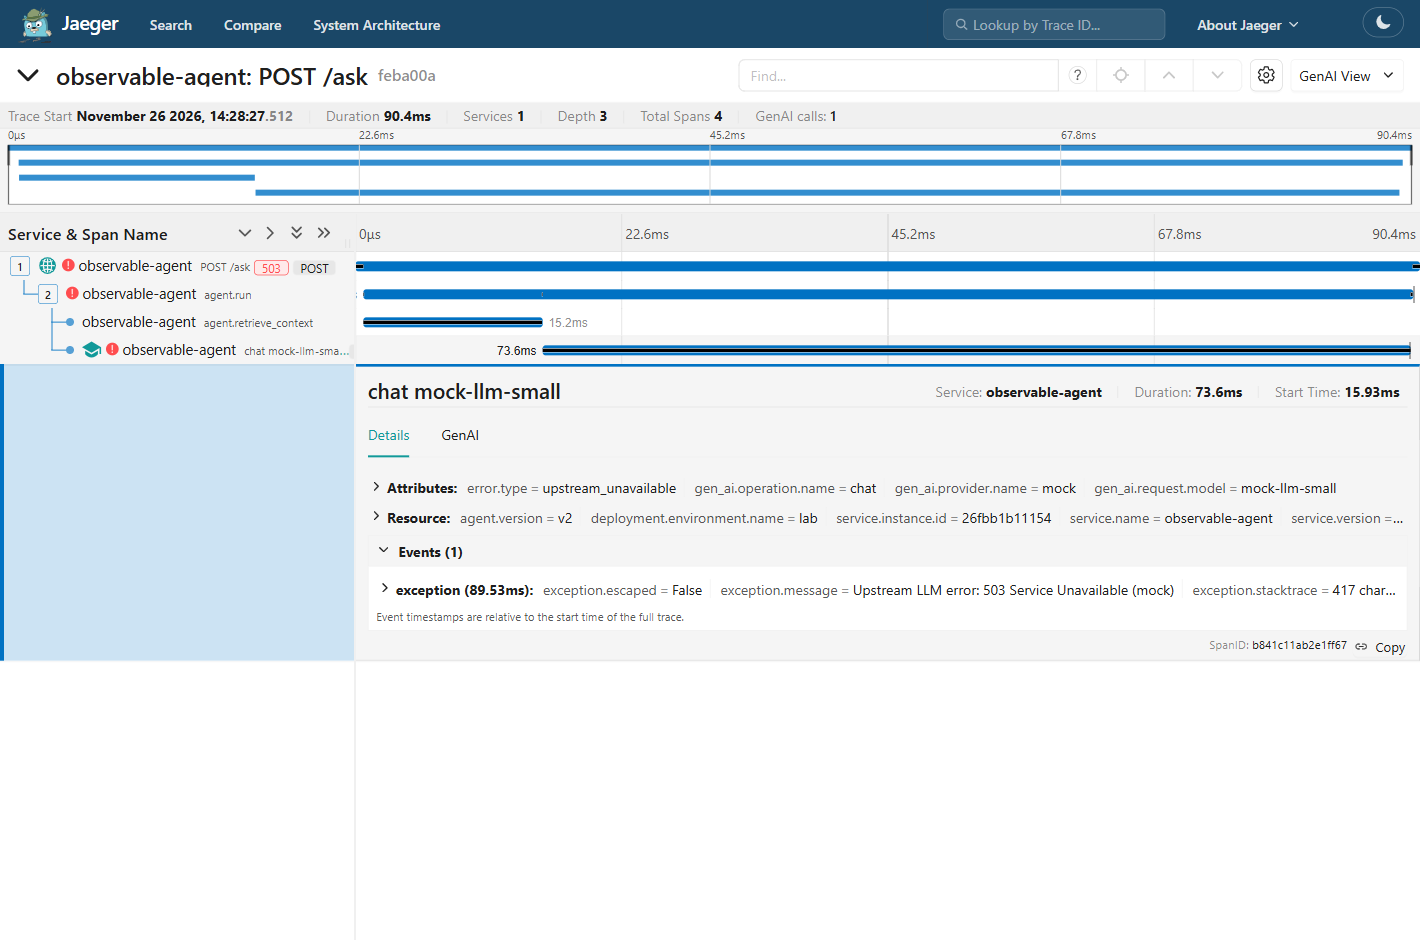 Jaeger Search Compare System Architecture Lookup by Trace ID... About Jaeger
observable-agent: POST /ask feba00a Find... ? GenAI View
Trace Start November 26 2026, 14:28:27.512 Duration 90.4ms Services 1 Depth 3 Total Spans 4 GenAI calls: 1
0µs 22.6ms 45.2ms 67.8ms 90.4ms
Service & Span Name 0µs 22.6ms 45.2ms 67.8ms 90.4ms
1 observable-agent POST /ask 503 POST
2 observable-agent agent.run
observable-agent agent.retrieve_context 15.2ms
observable-agent chat mock-llm-sma... 73.6ms
chat mock-llm-small Service: observable-agent Duration: 73.6ms Start Time: 15.93ms
Details GenAI
Attributes: error.type = upstream_unavailable gen_ai.operation.name = chat gen_ai.provider.name = mock gen_ai.request.model = mock-llm-small
Resource: agent.version = v2 deployment.environment.name = lab service.instance.id = 26fbb1b11154 service.name = observable-agent service.version =...
Events (1)
exception (89.53ms): exception.escaped = False exception.message = Upstream LLM error: 503 Service Unavailable (mock) exception.stacktrace = 417 char...
Event timestamps are relative to the start time of the full trace.
SpanID: b841c11ab2e1ff67 Copy